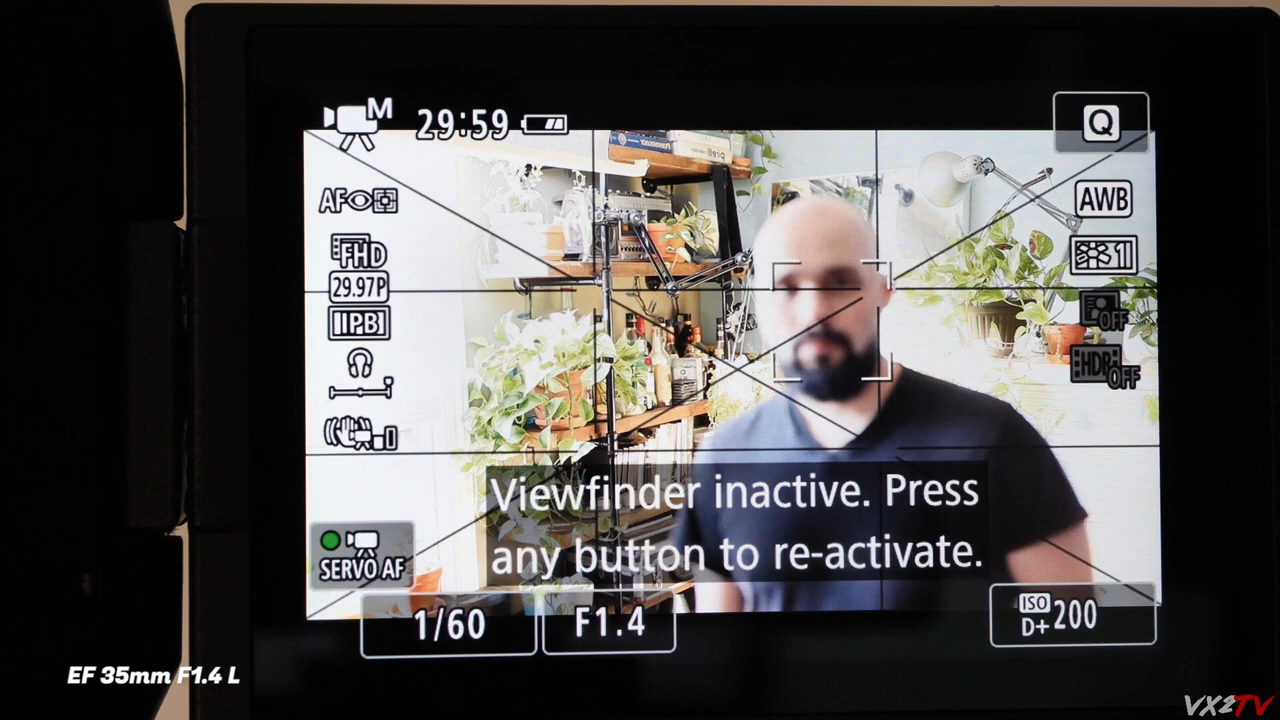 M
29:59
Q
AF
AWB
FHD
29.97P
IPB
OFF
HDR
OFF
Viewfinder inactive. Press
any button to re-activate.
SERVO AF
1/60
F1.4
ISO
D+ 200
EF 35mm F1.4 L
VX2TV